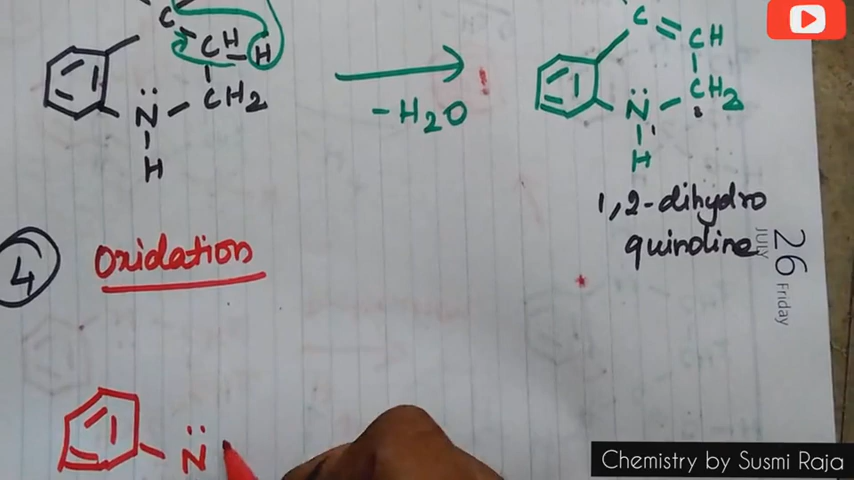 C
C
CH H
CH
CH2
CH2
N
N
-H2O
H
H
1,2-dihydro
quinoline
4
Oxidation
26
JULY
Friday
N
Chemistry by Susmi Raja